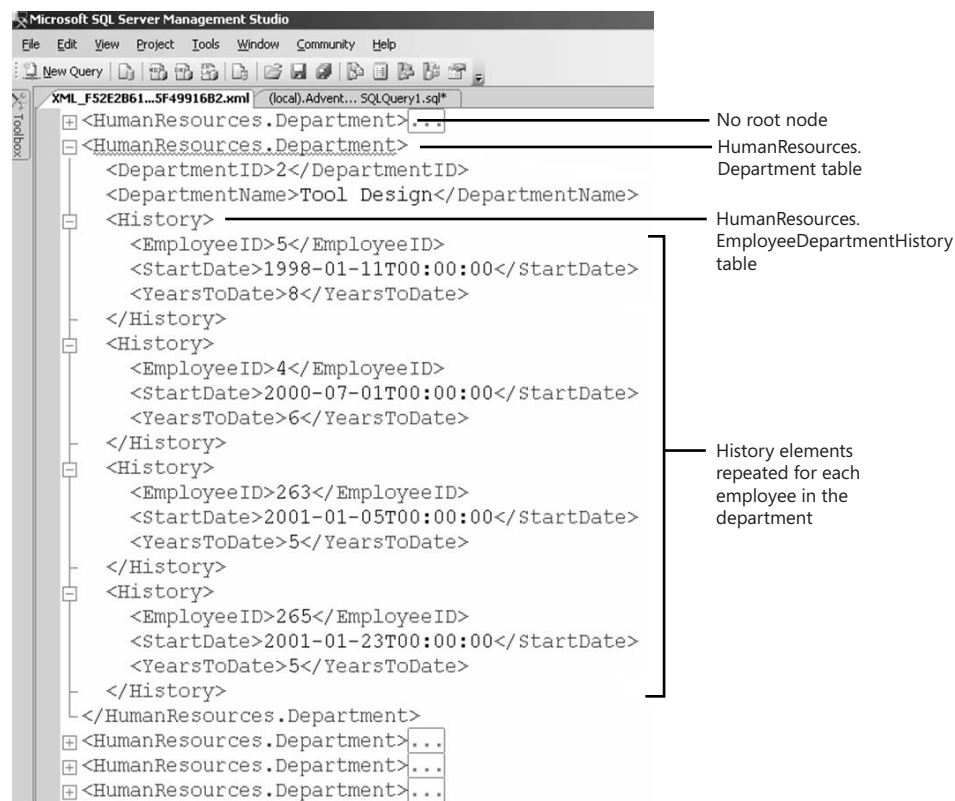 Microsoft SQL Server Management Studio
File Edit View Project Tools Window Community Help
New Query
XML_F52E2B61...5F49916B2.xml (local).Advent... SQLQuery1.sql*
Toolbox
<HumanResources.Department>...
No root node
<HumanResources.Department>
HumanResources.
Department table
<DepartmentID>2</DepartmentID>
<DepartmentName>Tool Design</DepartmentName>
<History>
HumanResources.
EmployeeDepartmentHistory
table
<EmployeeID>5</EmployeeID>
<StartDate>1998-01-11T00:00:00</StartDate>
<YearsToDate>8</YearsToDate>
</History>
<History>
<EmployeeID>4</EmployeeID>
<StartDate>2000-07-01T00:00:00</StartDate>
<YearsToDate>6</YearsToDate>
</History>
History elements
repeated for each
employee in the
department
<History>
<EmployeeID>263</EmployeeID>
<StartDate>2001-01-05T00:00:00</StartDate>
<YearsToDate>5</YearsToDate>
</History>
<History>
<EmployeeID>265</EmployeeID>
<StartDate>2001-01-23T00:00:00</StartDate>
<YearsToDate>5</YearsToDate>
</History>
</HumanResources.Department>
<HumanResources.Department>...
<HumanResources.Department>...
<HumanResources.Department>...